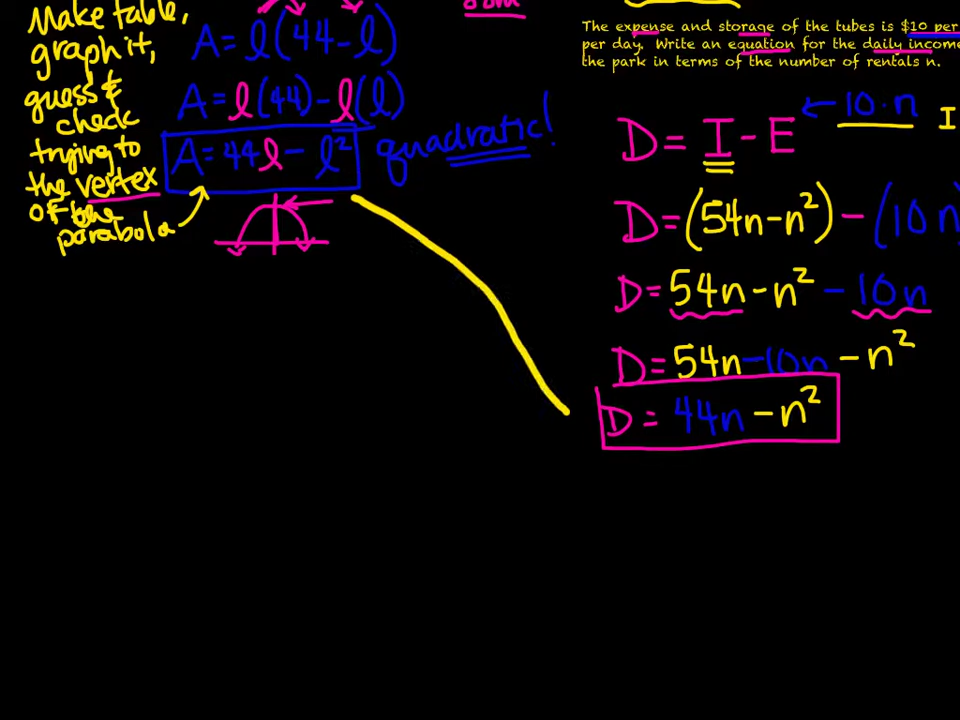 Make table,
graph it,
guess &
check
trying to
the vertex
of the
parabola
A = l(44 - l)
A = l(44) - l(l)
A = 44l - l²
quadratic!
The expense and storage of the tubes is $10 per
per day. Write an equation for the daily income
the park in terms of the number of rentals n.
D = I - E ← 10·n I
D = (54n - n²) - (10n
D = 54n - n² - 10n
D = 54n - 10n - n²
D = 44n - n²